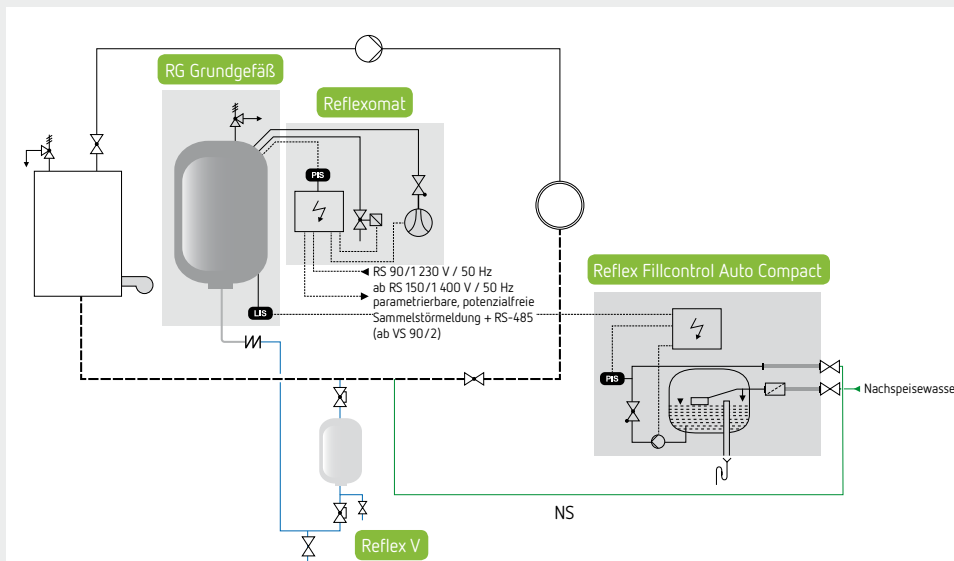 RG Grundgefäß
Reflexomat
PIS
RS 90/1 230 V / 50 Hz
ab RS 150/1 400 V / 50 Hz
parametrierbare, potenzialfreie
Sammelstörmeldung + RS-485
(ab VS 90/2)
LIS
Reflex Fillcontrol Auto Compact
PIS
Nachspeisewasse
NS
Reflex V